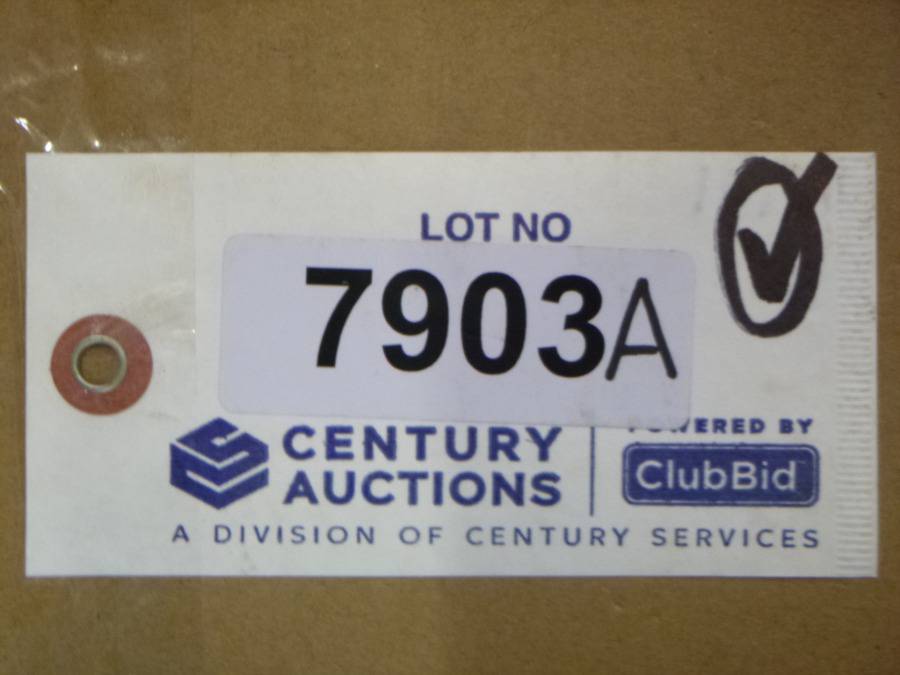 LOT NO
7903A
CENTURY
AUCTIONS
POWERED BY
ClubBid
A DIVISION OF CENTURY SERVICES